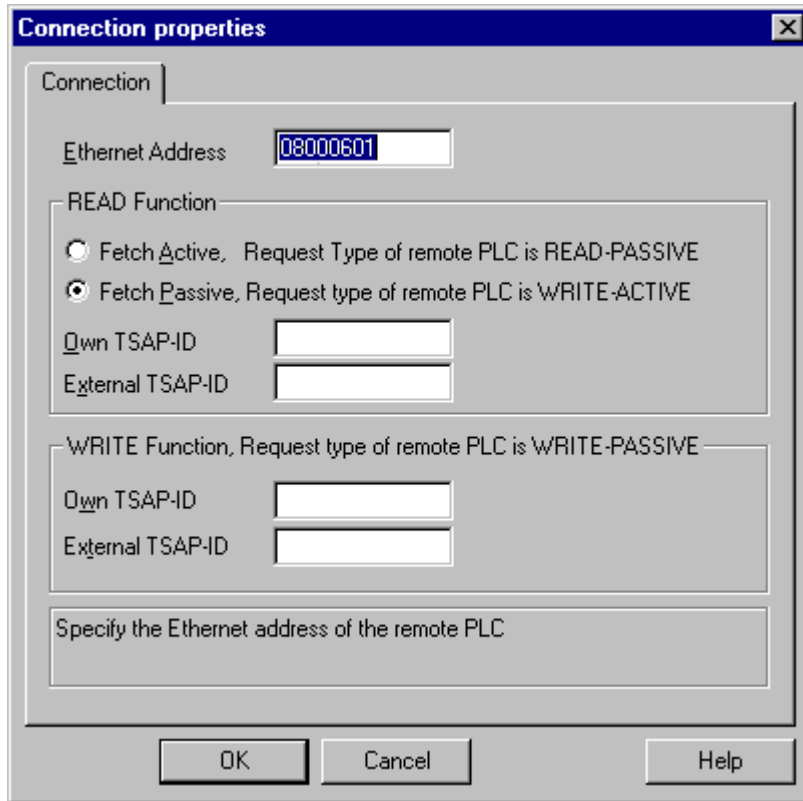 Connection properties
Connection
Ethernet Address 08000601
READ Function
Fetch Active, Request Type of remote PLC is READ-PASSIVE
Fetch Passive, Request type of remote PLC is WRITE-ACTIVE
Own TSAP-ID
External TSAP-ID
WRITE Function, Request type of remote PLC is WRITE-PASSIVE
Own TSAP-ID
External TSAP-ID
Specify the Ethernet address of the remote PLC
OK Cancel Help